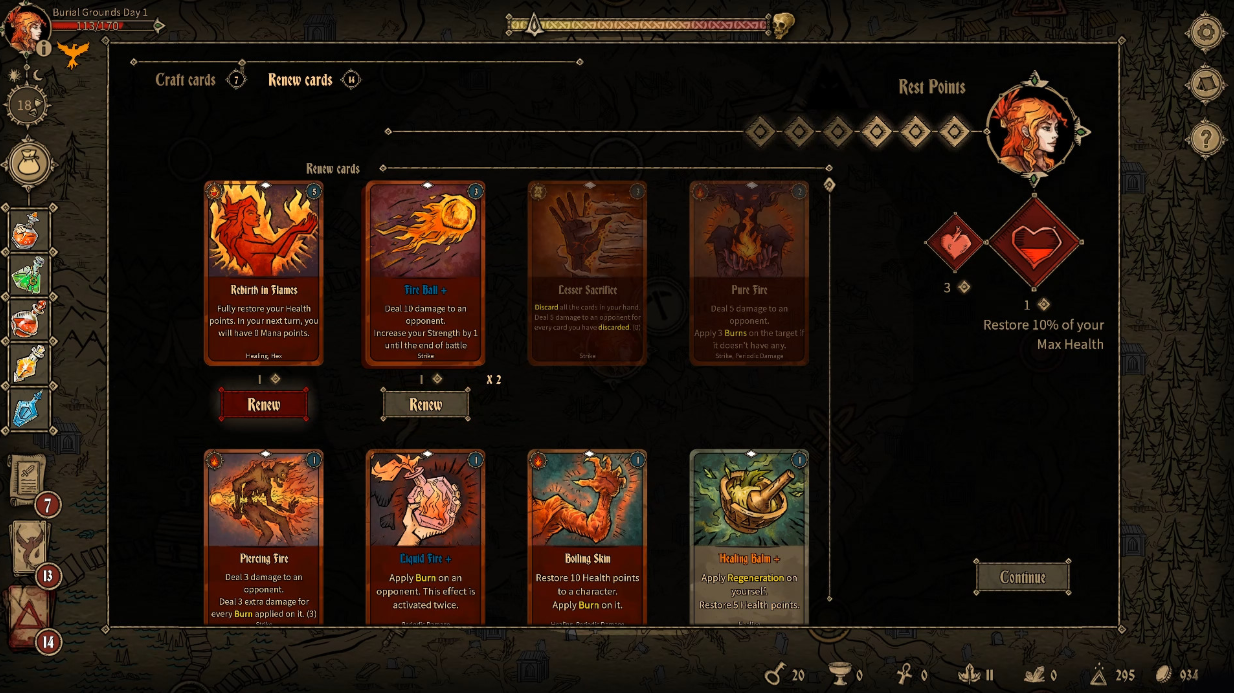 Burial Grounds Day 1
113/170
18
Craft cards 7 Renew cards 14
Rest Points
Renew cards
5
Rebirth in Flames
Fully restore your Health
points. In your next turn, you
will have 0 Mana points.
Healing, Hex
1
Renew
3
Fire Ball +
Deal 10 damage to an
opponent.
Increase your Strength by 1
until the end of battle
Strike
1 X 2
Renew
3
Lesser Sacrifice
Discard all the cards in your hand.
Deal 5 damage to an opponent for
every card you have discarded. (0)
Strike
2
Pure Fire
Deal 5 damage to an
opponent.
Apply 3 Burns on the target if
it doesn't have any.
Strike, Periodic Damage
1
Piercing Fire
Deal 3 damage to an
opponent.
Deal 3 extra damage for
every Burn applied on it. (3)
1
Liquid Fire +
Apply Burn on an
opponent. This effect is
activated twice.
1
Boiling Skin
Restore 10 Health points
to a character.
Apply Burn on it.
1
Healing Balm +
Apply Regeneration on
yourself.
Restore 5 Health points.
3
1
Restore 10% of your
Max Health
Continue
7
13
14
?
20 0 0 11 0 295 934